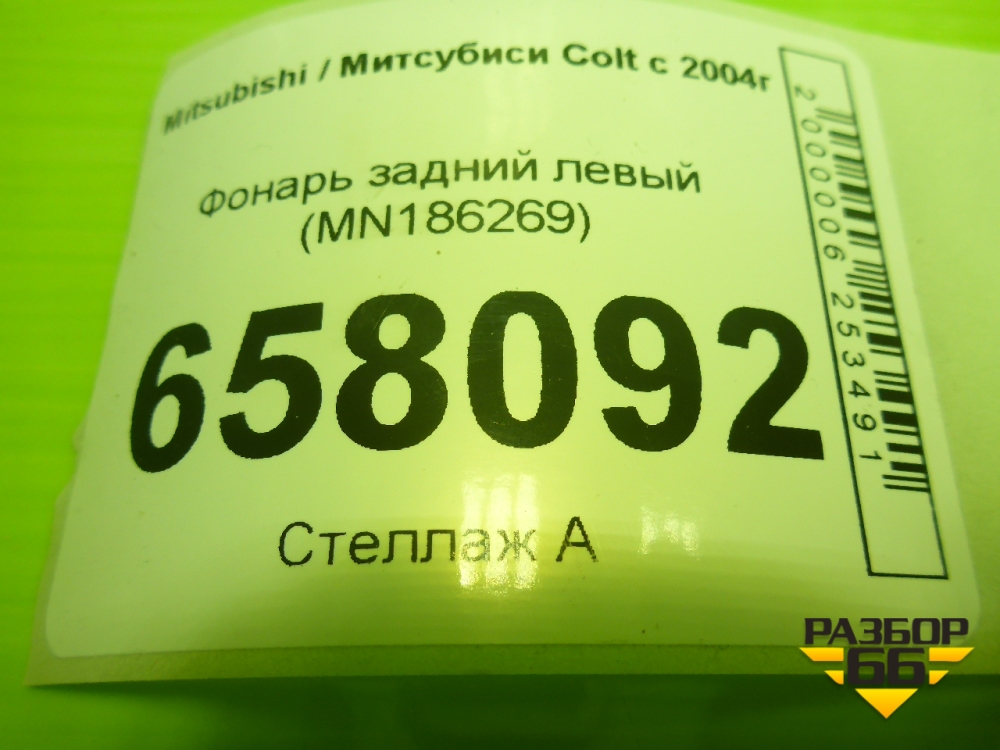 Mitsubishi / Митсубиси Colt с 2004г
Фонарь задний левый
(MN186269)
658092
Стеллаж А
2000006253491
РАЗБОР
66